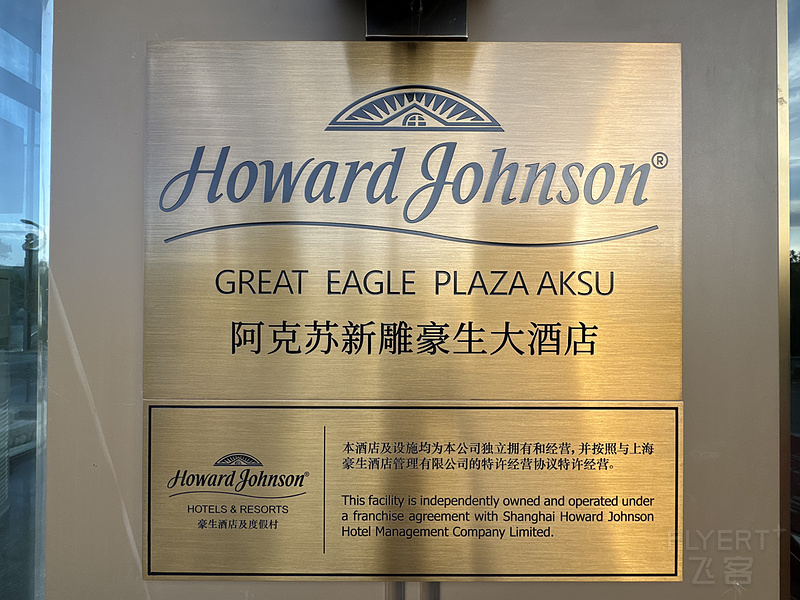 Howard Johnson®
GREAT EAGLE PLAZA AKSU
阿克苏新雕豪生大酒店
Howard Johnson®
HOTELS & RESORTS
豪生酒店及度假村
本酒店及设施均为本公司独立拥有和经营，并按照与上海
豪生酒店管理有限公司的特许经营协议特许经营。
This facility is independently owned and operated under
a franchise agreement with Shanghai Howard Johnson
Hotel Management Company Limited.
FLYERT+
飞客